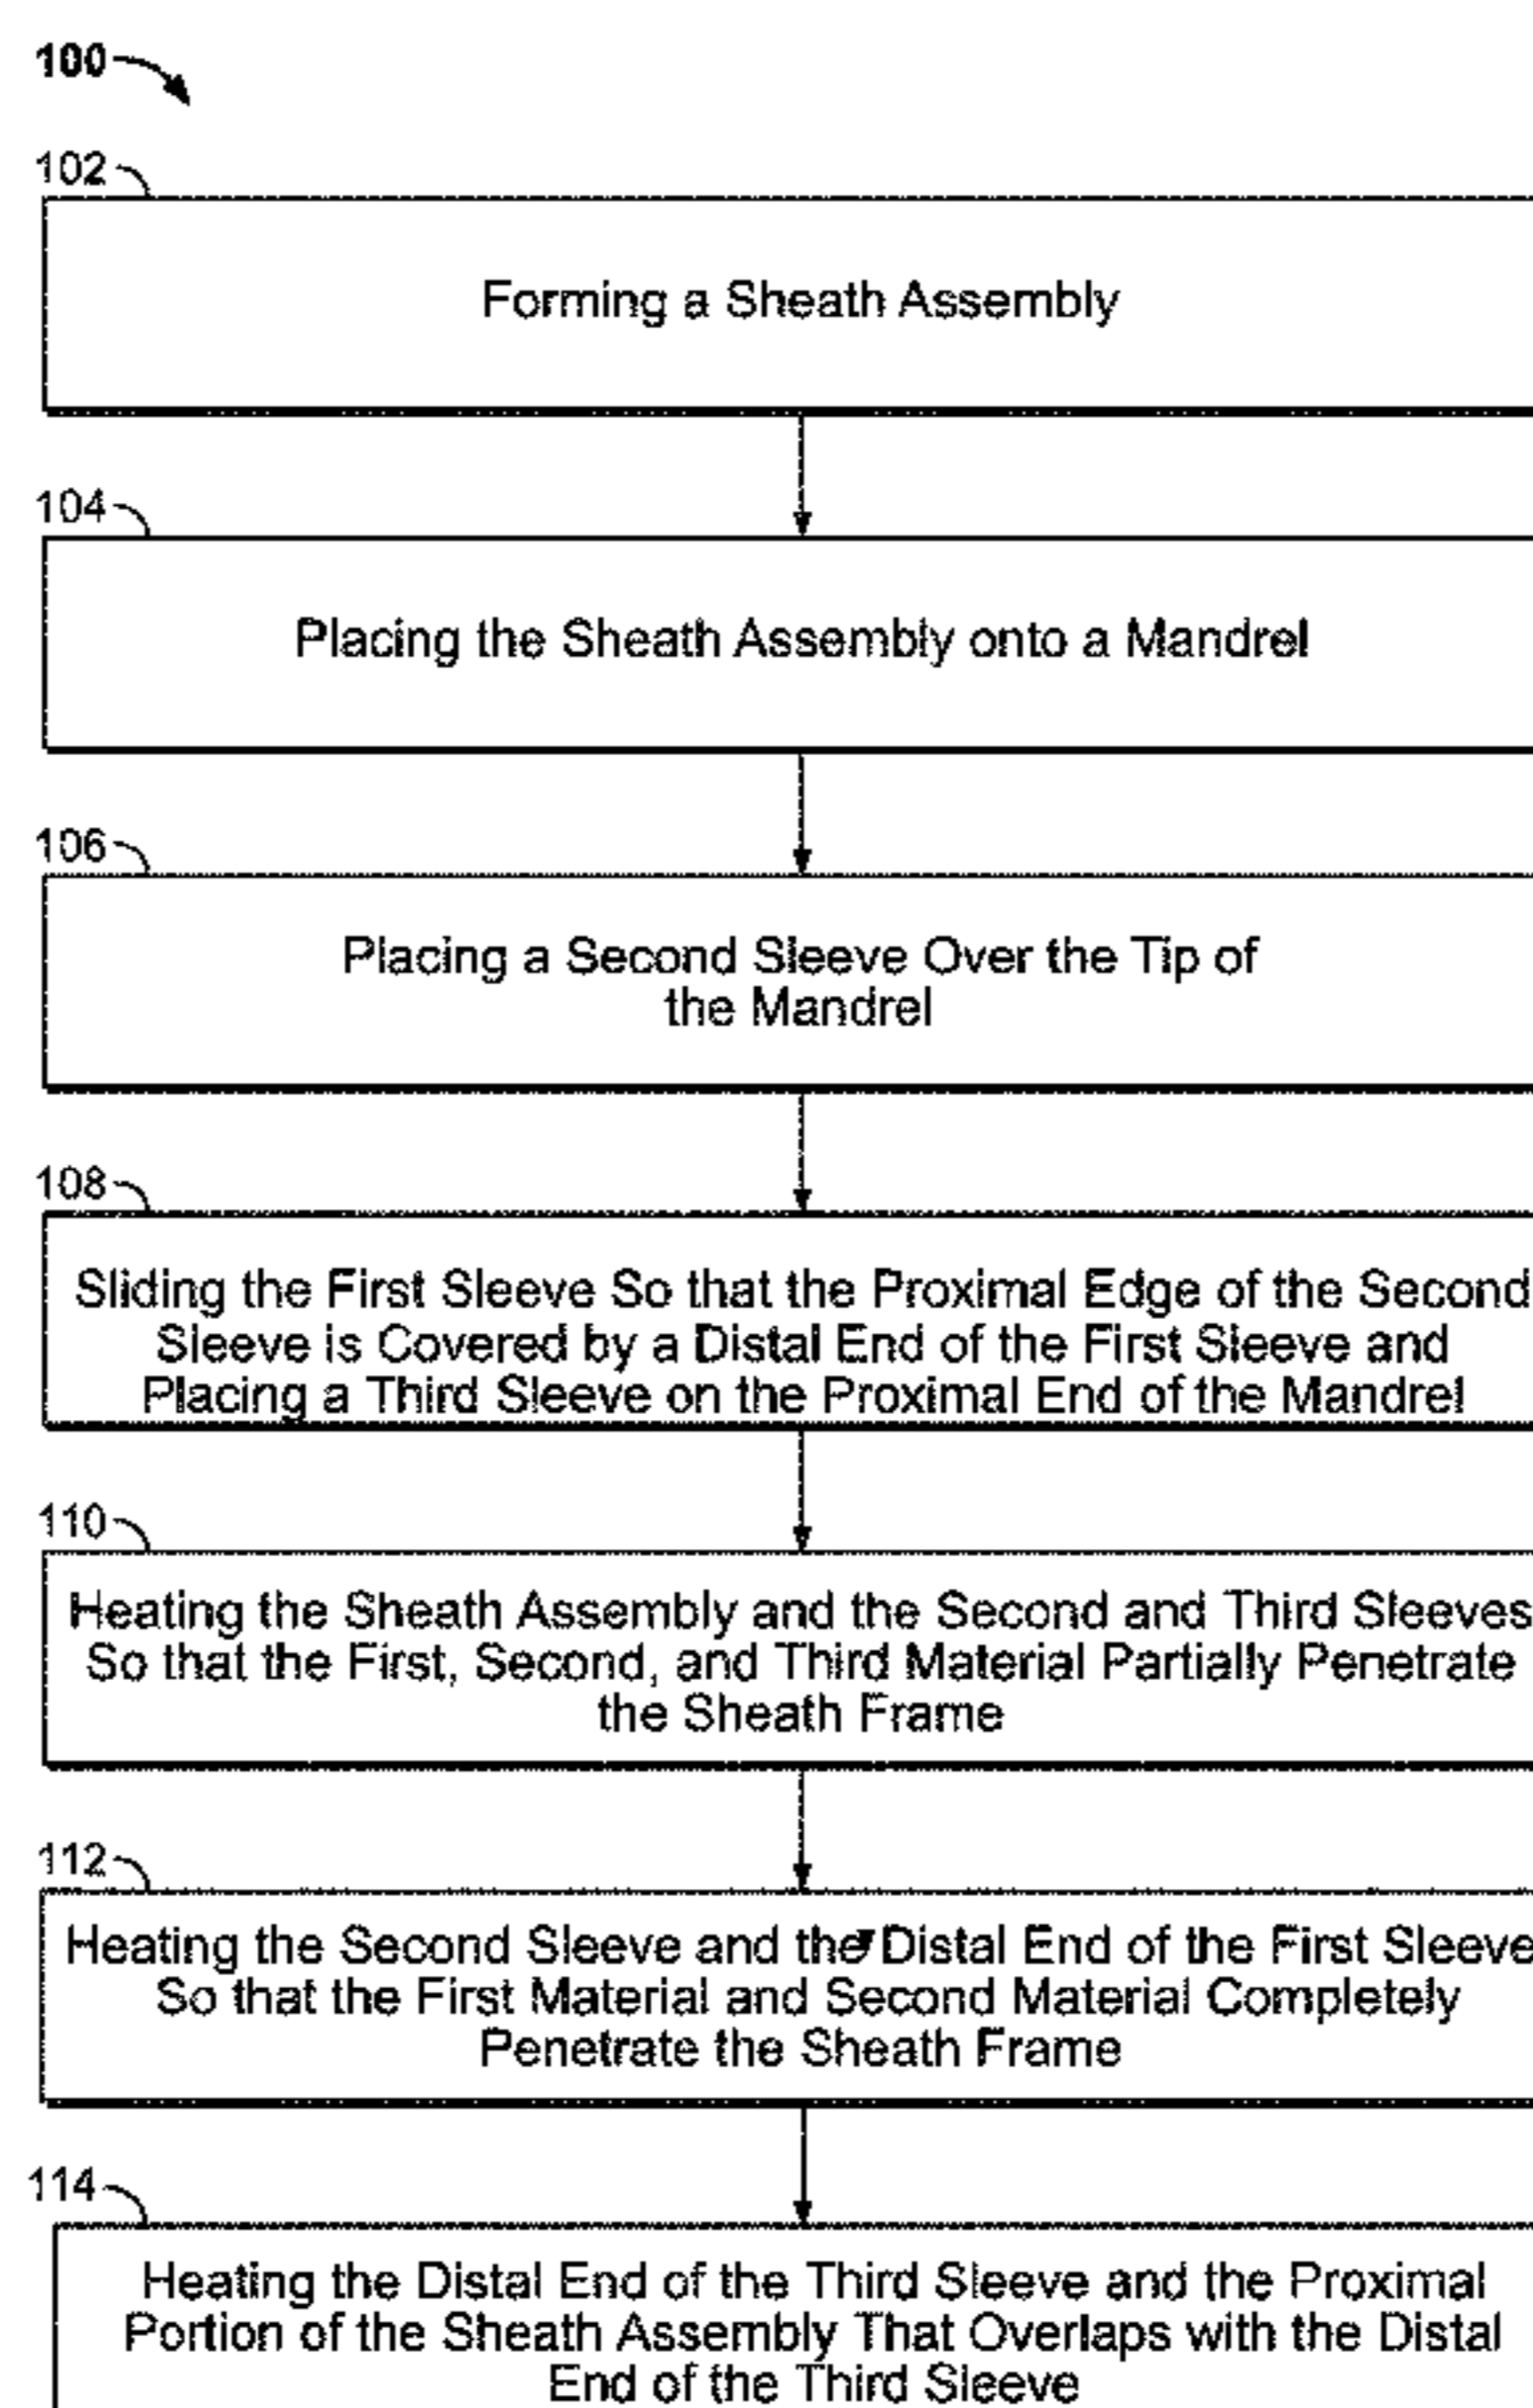 100
102
Forming a Sheath Assembly
104
Placing the Sheath Assembly onto a Mandrel
106
Placing a Second Sleeve Over the Tip of
the Mandrel
108
Sliding the First Sleeve So that the Proximal Edge of the Second
Sleeve is Covered by a Distal End of the First Sleeve and
Placing a Third Sleeve on the Proximal End of the Mandrel
110
Heating the Sheath Assembly and the Second and Third Sleeves
So that the First, Second, and Third Material Partially Penetrate
the Sheath Frame
112
Heating the Second Sleeve and the Distal End of the First Sleeve
So that the First Material and Second Material Completely
Penetrate the Sheath Frame
114
Heating the Distal End of the Third Sleeve and the Proximal
Portion of the Sheath Assembly That Overlaps with the Distal
End of the Third Sleeve